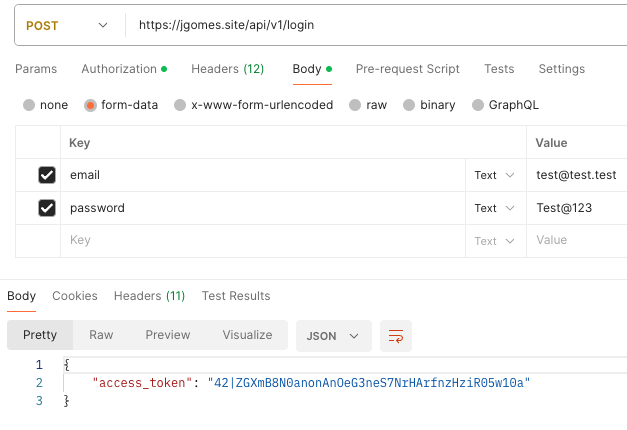 POST https://jgomes.site/api/v1/login
Params Authorization Headers (12) Body Pre-request Script Tests Settings
none form-data x-www-form-urlencoded raw binary GraphQL
Key Value
email Text test@test.test
password Text Test@123
Key Text Value
Body Cookies Headers (11) Test Results
Pretty Raw Preview Visualize JSON
1 {
2 "access_token": "42|ZGXmB8N0anonAnOeG3neS7NrHArfnzHziR05w10a"
3 }